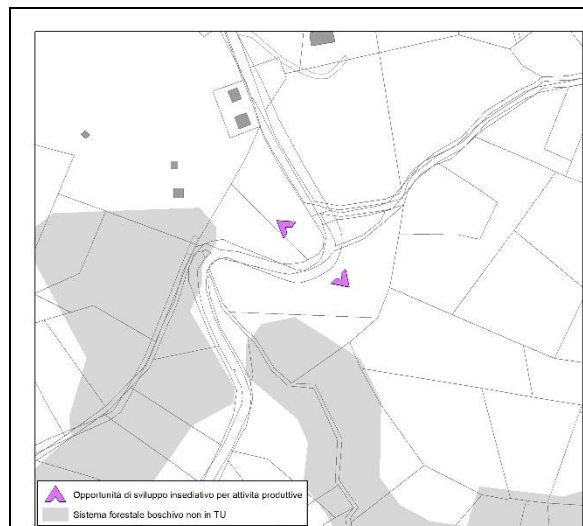 Opportunità di sviluppo insediativo per attività produttive
Sistema forestale boschivo non in TU